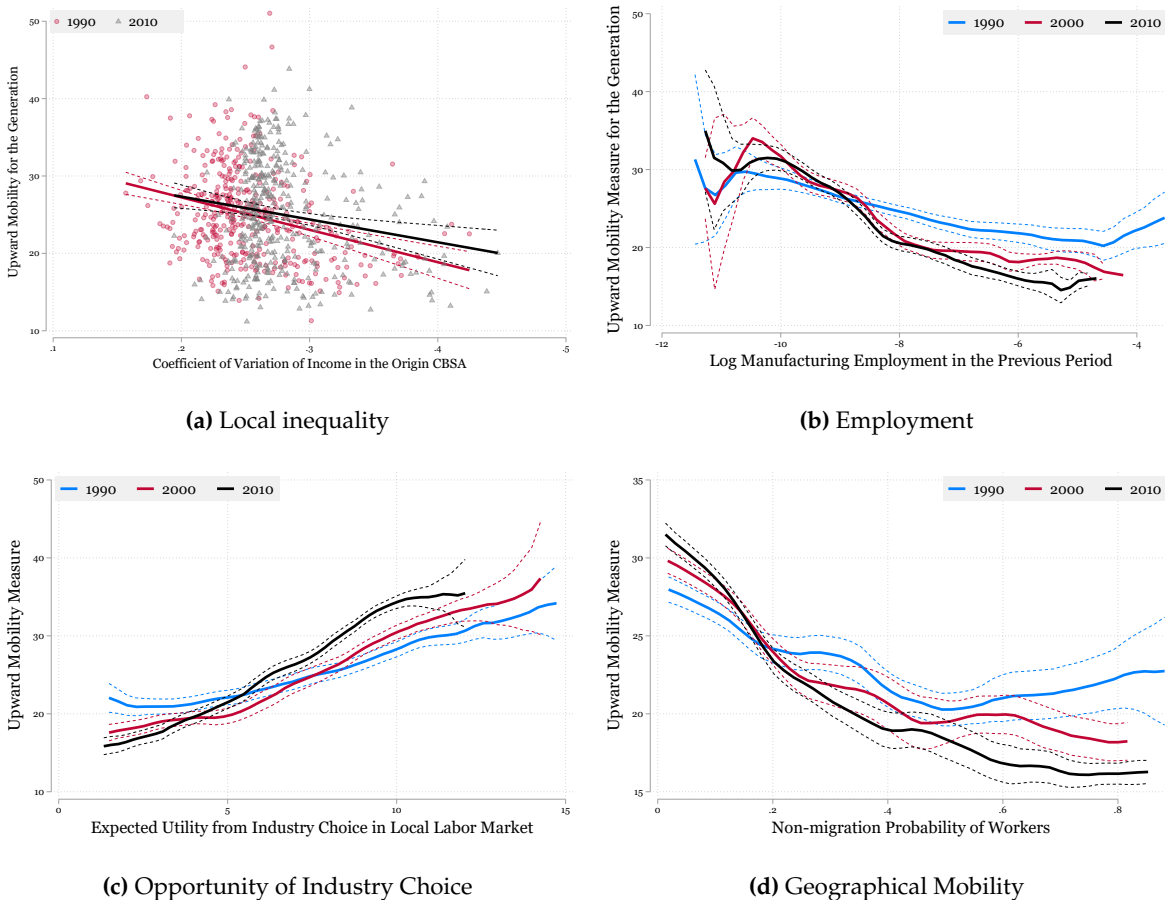 1990 2010
Upward Mobility for the Generation
50
40
30
20
10
.1 .2 .3 .4 .5
Coefficient of Variation of Income in the Origin CBSA
(a) Local inequality
1990 2000 2010
Upward Mobility Measure for the Generation
50
40
30
20
10
-12 -10 -8 -6 -4
Log Manufacturing Employment in the Previous Period
(b) Employment
1990 2000 2010
Upward Mobility Measure
50
40
30
20
10
0 5 10 15
Expected Utility from Industry Choice in Local Labor Market
(c) Opportunity of Industry Choice
1990 2000 2010
Upward Mobility Measure
35
30
25
20
15
0 .2 .4 .6 .8
Non-migration Probability of Workers
(d) Geographical Mobility